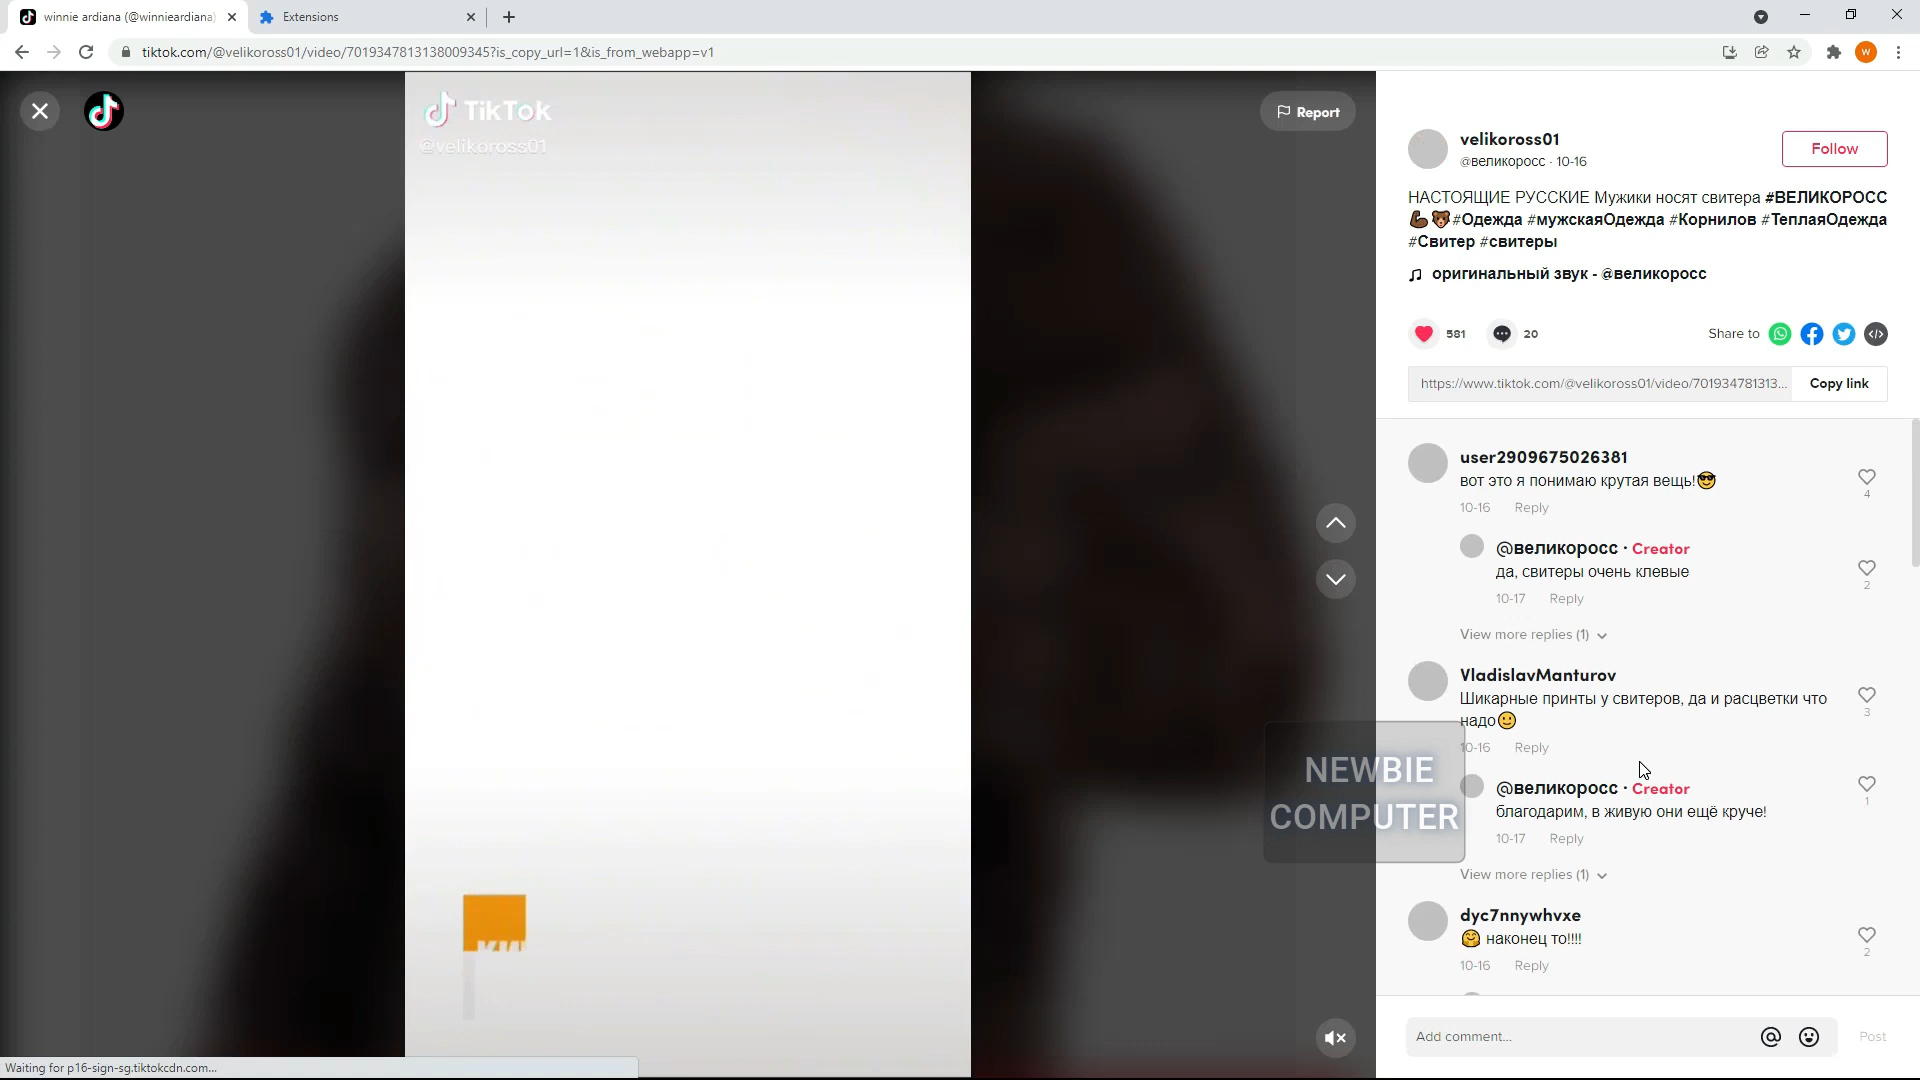 winnie ardiana (@winnieardiana)
Extensions
tiktok.com/@velikoross01/video/7019347813138009345?is_copy_url=1&is_from_webapp=v1
W
TikTok
@velikoross01
Report
velikoross01
@великоросс · 10-16
Follow
НАСТОЯЩИЕ РУССКИЕ Мужики носят свитера #ВЕЛИКОРОСС
💪🐻#Одежда #мужскаяОдежда #Корнилов #ТеплаяОдежда
#Свитер #свитеры
оригинальный звук - @великоросс
581
20
Share to
https://www.tiktok.com/@velikoross01/video/701934781313...
Copy link
user2909675026381
вот это я понимаю крутая вещь!😎
4
10-16 Reply
@великоросс · Creator
да, свитеры очень клевые
2
10-17 Reply
View more replies (1)
VladislavManturov
Шикарные принты у свитеров, да и расцветки что
надо🙂
3
10-16 Reply
NEWBIE
COMPUTER
@великоросс · Creator
благодарим, в живую они ещё круче!
1
10-17 Reply
View more replies (1)
dyc7nnywhvxe
🤗 наконец то!!!!
2
10-16 Reply
Add comment...
Post
Waiting for p16-sign-sg.tiktokcdn.com...